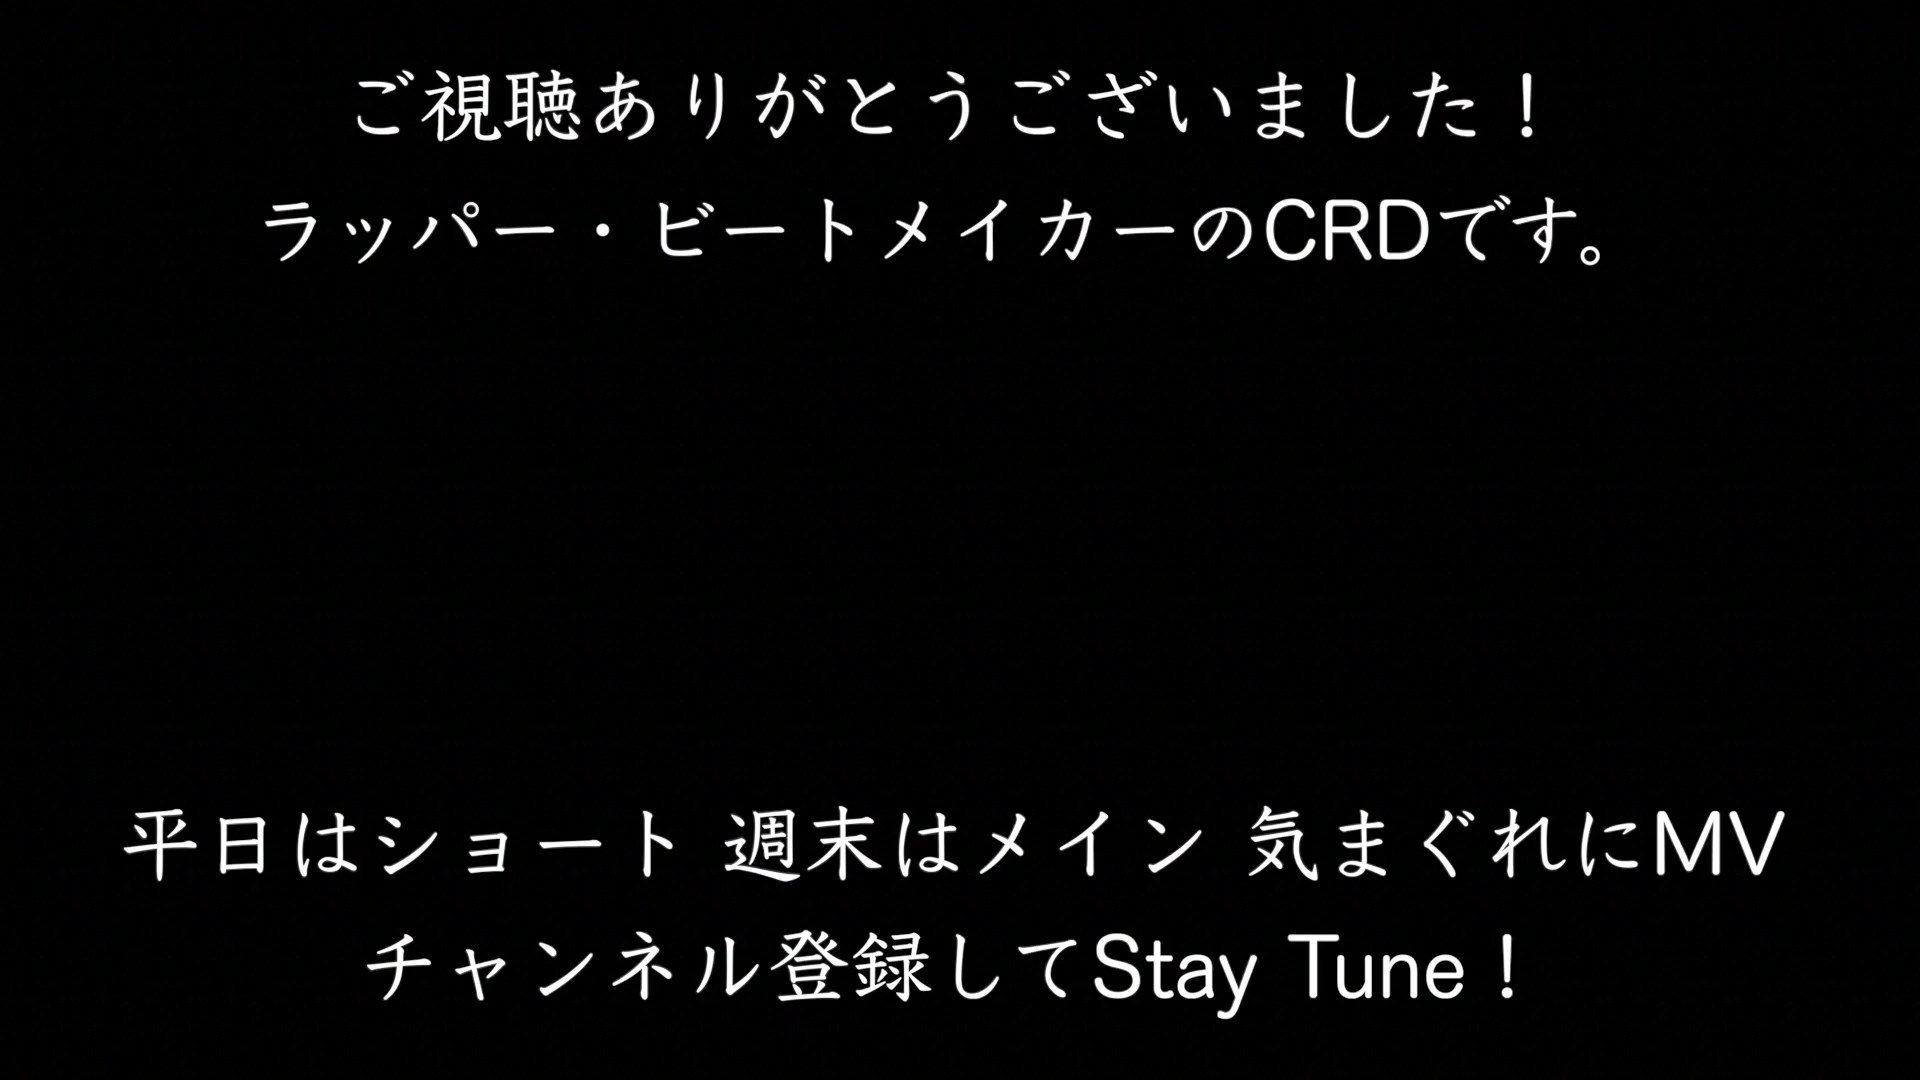 ご視聴ありがとうございました！
ラッパー・ビートメイカーのCRDです。
平日はショート 週末はメイン 気まぐれにMV
チャンネル登録してStay Tune！